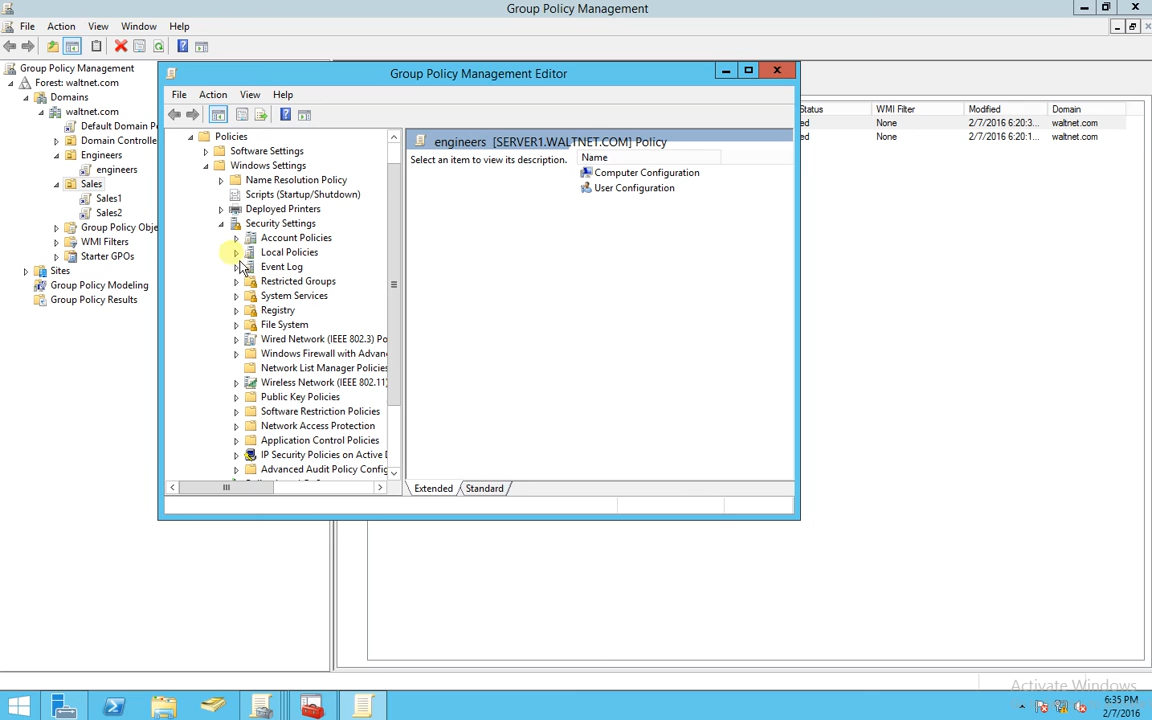 Group Policy Management
File Action View Window Help
Group Policy Management
Forest: waltnet.com
Domains
waltnet.com
Default Domain P
Domain Controlle
Engineers
engineers
Sales
Sales1
Sales2
Group Policy Obje
WMI Filters
Starter GPOs
Sites
Group Policy Modeling
Group Policy Results
Group Policy Management Editor
File Action View Help
Policies
Software Settings
Windows Settings
Name Resolution Policy
Scripts (Startup/Shutdown)
Deployed Printers
Security Settings
Account Policies
Local Policies
Event Log
Restricted Groups
System Services
Registry
File System
Wired Network (IEEE 802.3) Po
Windows Firewall with Advan
Network List Manager Policies
Wireless Network (IEEE 802.11)
Public Key Policies
Software Restriction Policies
Network Access Protection
Application Control Policies
IP Security Policies on Active D
Advanced Audit Policy Config
engineers [SERVER1.WALTNET.COM] Policy
Select an item to view its description.
Name
Computer Configuration
User Configuration
Extended Standard
Status WMI Filter Modified Domain
ed None 2/7/2016 6:20:3... waltnet.com
ed None 2/7/2016 6:20:1... waltnet.com
Activate Windows
6:35 PM
2/7/2016